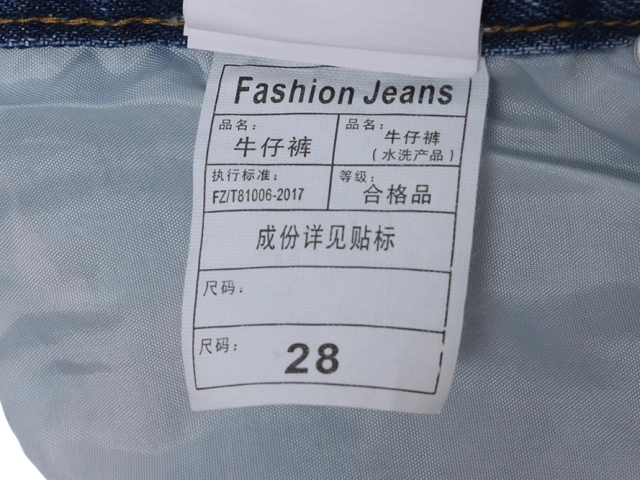 Fashion Jeans
品名：
牛仔裤
品名：
牛仔裤
（水洗产品）
执行标准：
FZ/T81006-2017
等级：
合格品
成份详见贴标
尺码：
尺码：
28